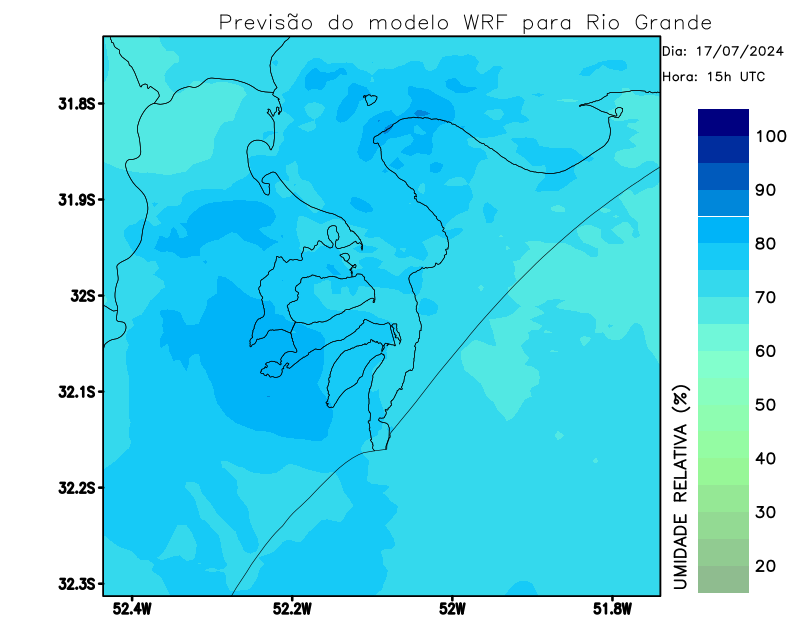 Previsão do modelo WRF para Rio Grande
Dia: 17/07/2024
Hora: 15h UTC
31.8S
31.9S
32S
32.1S
32.2S
32.3S
52.4W
52.2W
52W
51.8W
100
90
80
70
60
50
40
30
20
UMIDADE RELATIVA (%)